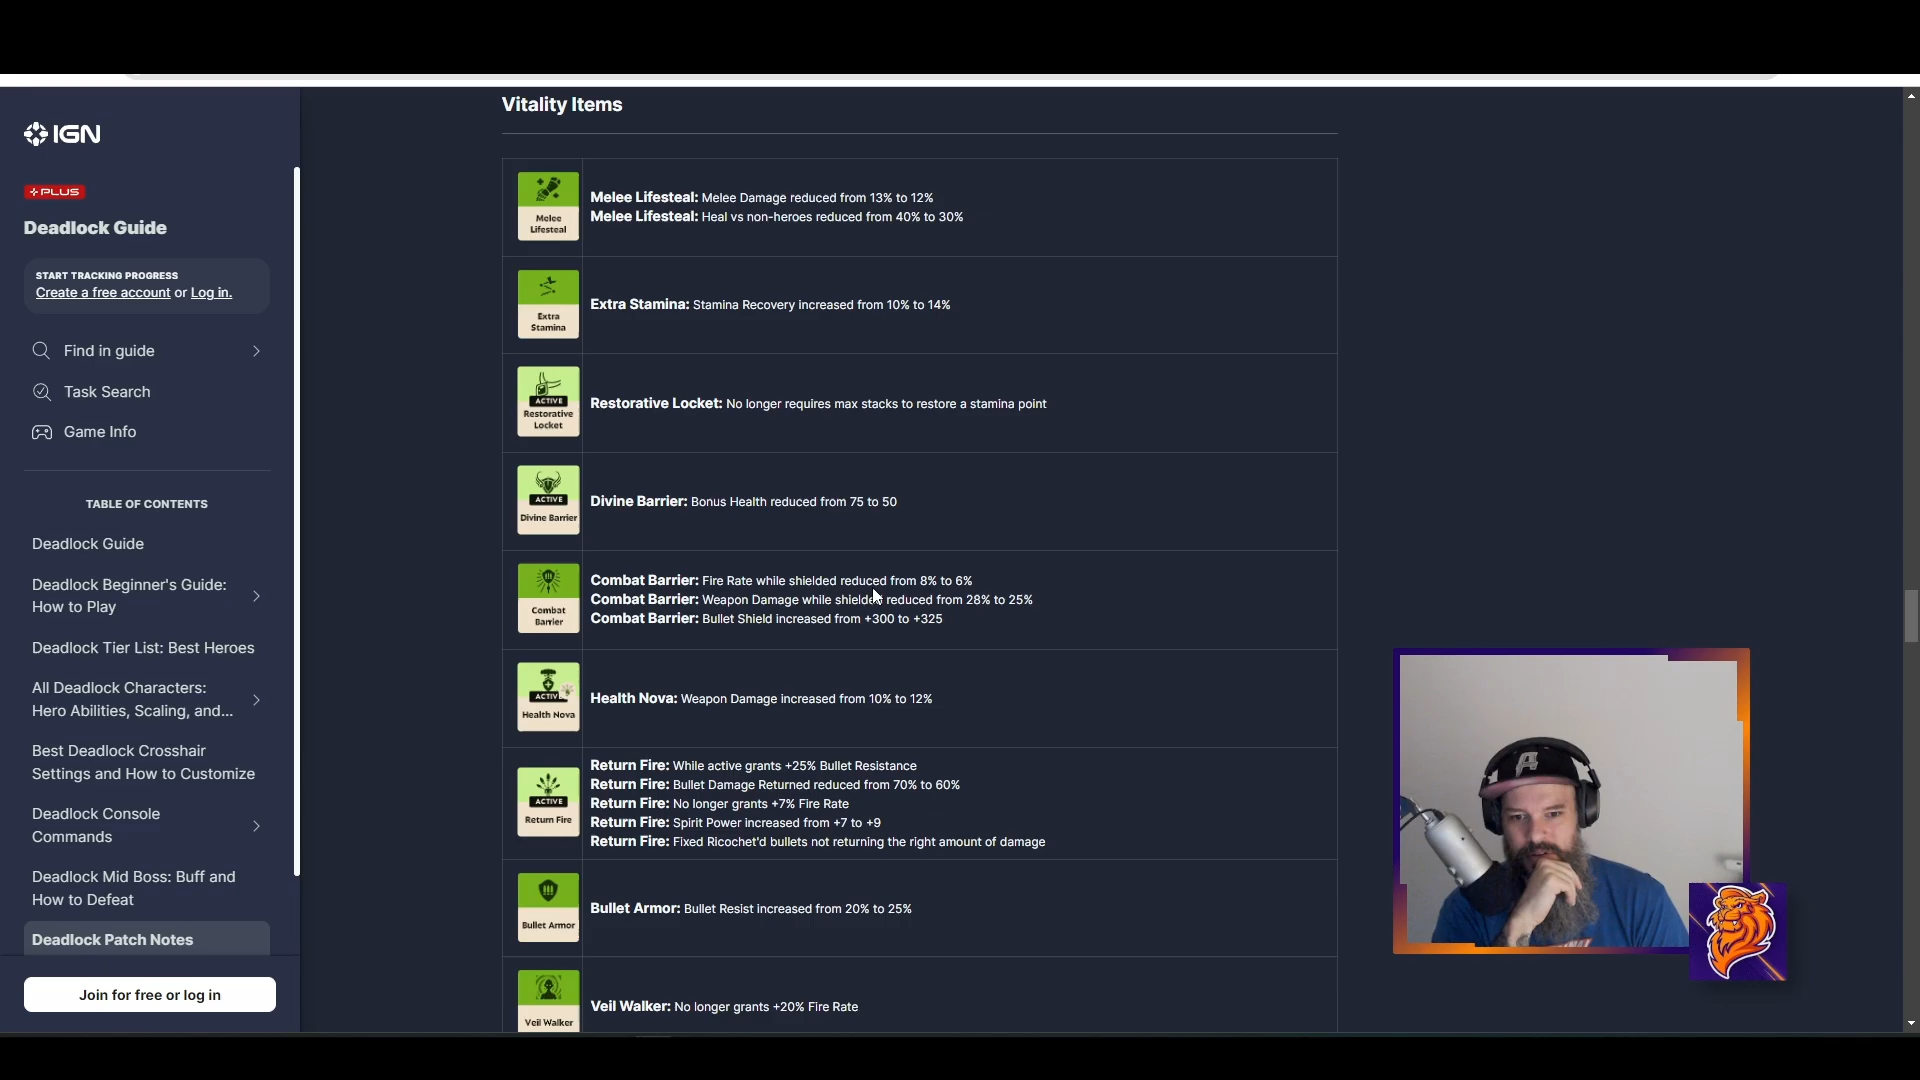 IGN
PLUS
Deadlock Guide
START TRACKING PROGRESS
Create a free account or Log in.
Find in guide
Task Search
Game Info
TABLE OF CONTENTS
Deadlock Guide
Deadlock Beginner's Guide:
How to Play
Deadlock Tier List: Best Heroes
All Deadlock Characters:
Hero Abilities, Scaling, and...
Best Deadlock Crosshair
Settings and How to Customize
Deadlock Console
Commands
Deadlock Mid Boss: Buff and
How to Defeat
Deadlock Patch Notes
Join for free or log in
Vitality Items
Melee
Lifesteal
Melee Lifesteal: Melee Damage reduced from 13% to 12%
Melee Lifesteal: Heal vs non-heroes reduced from 40% to 30%
Extra
Stamina
Extra Stamina: Stamina Recovery increased from 10% to 14%
ACTIVE
Restorative
Locket
Restorative Locket: No longer requires max stacks to restore a stamina point
ACTIVE
Divine Barrier
Divine Barrier: Bonus Health reduced from 75 to 50
Combat
Barrier
Combat Barrier: Fire Rate while shielded reduced from 8% to 6%
Combat Barrier: Weapon Damage while shielded reduced from 28% to 25%
Combat Barrier: Bullet Shield increased from +300 to +325
ACTIVE
Health Nova
Health Nova: Weapon Damage increased from 10% to 12%
ACTIVE
Return Fire
Return Fire: While active grants +25% Bullet Resistance
Return Fire: Bullet Damage Returned reduced from 70% to 60%
Return Fire: No longer grants +7% Fire Rate
Return Fire: Spirit Power increased from +7 to +9
Return Fire: Fixed Ricochet'd bullets not returning the right amount of damage
Bullet Armor
Bullet Armor: Bullet Resist increased from 20% to 25%
Veil Walker
Veil Walker: No longer grants +20% Fire Rate
A